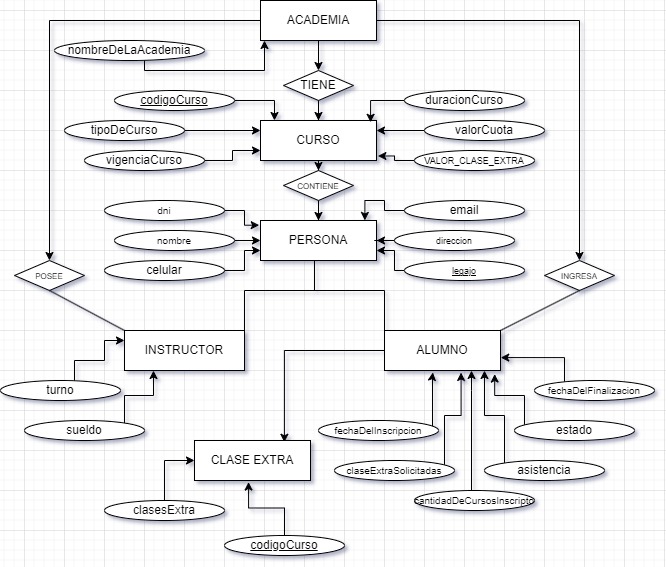 ACADEMIA
nombreDeLaAcademia
TIENE
codigoCurso
duracionCurso
tipoDeCurso
valorCuota
CURSO
vigenciaCurso
VALOR_CLASE_EXTRA
CONTIENE
dni
email
nombre
PERSONA
direccion
celular
legajo
POSEE
INGRESA
INSTRUCTOR
ALUMNO
turno
fechaDelFinalizacion
sueldo
fechaDelInscripcion
estado
CLASE EXTRA
claseExtraSolicitadas
asistencia
cantidadDeCursosInscripto
clasesExtra
codigoCurso